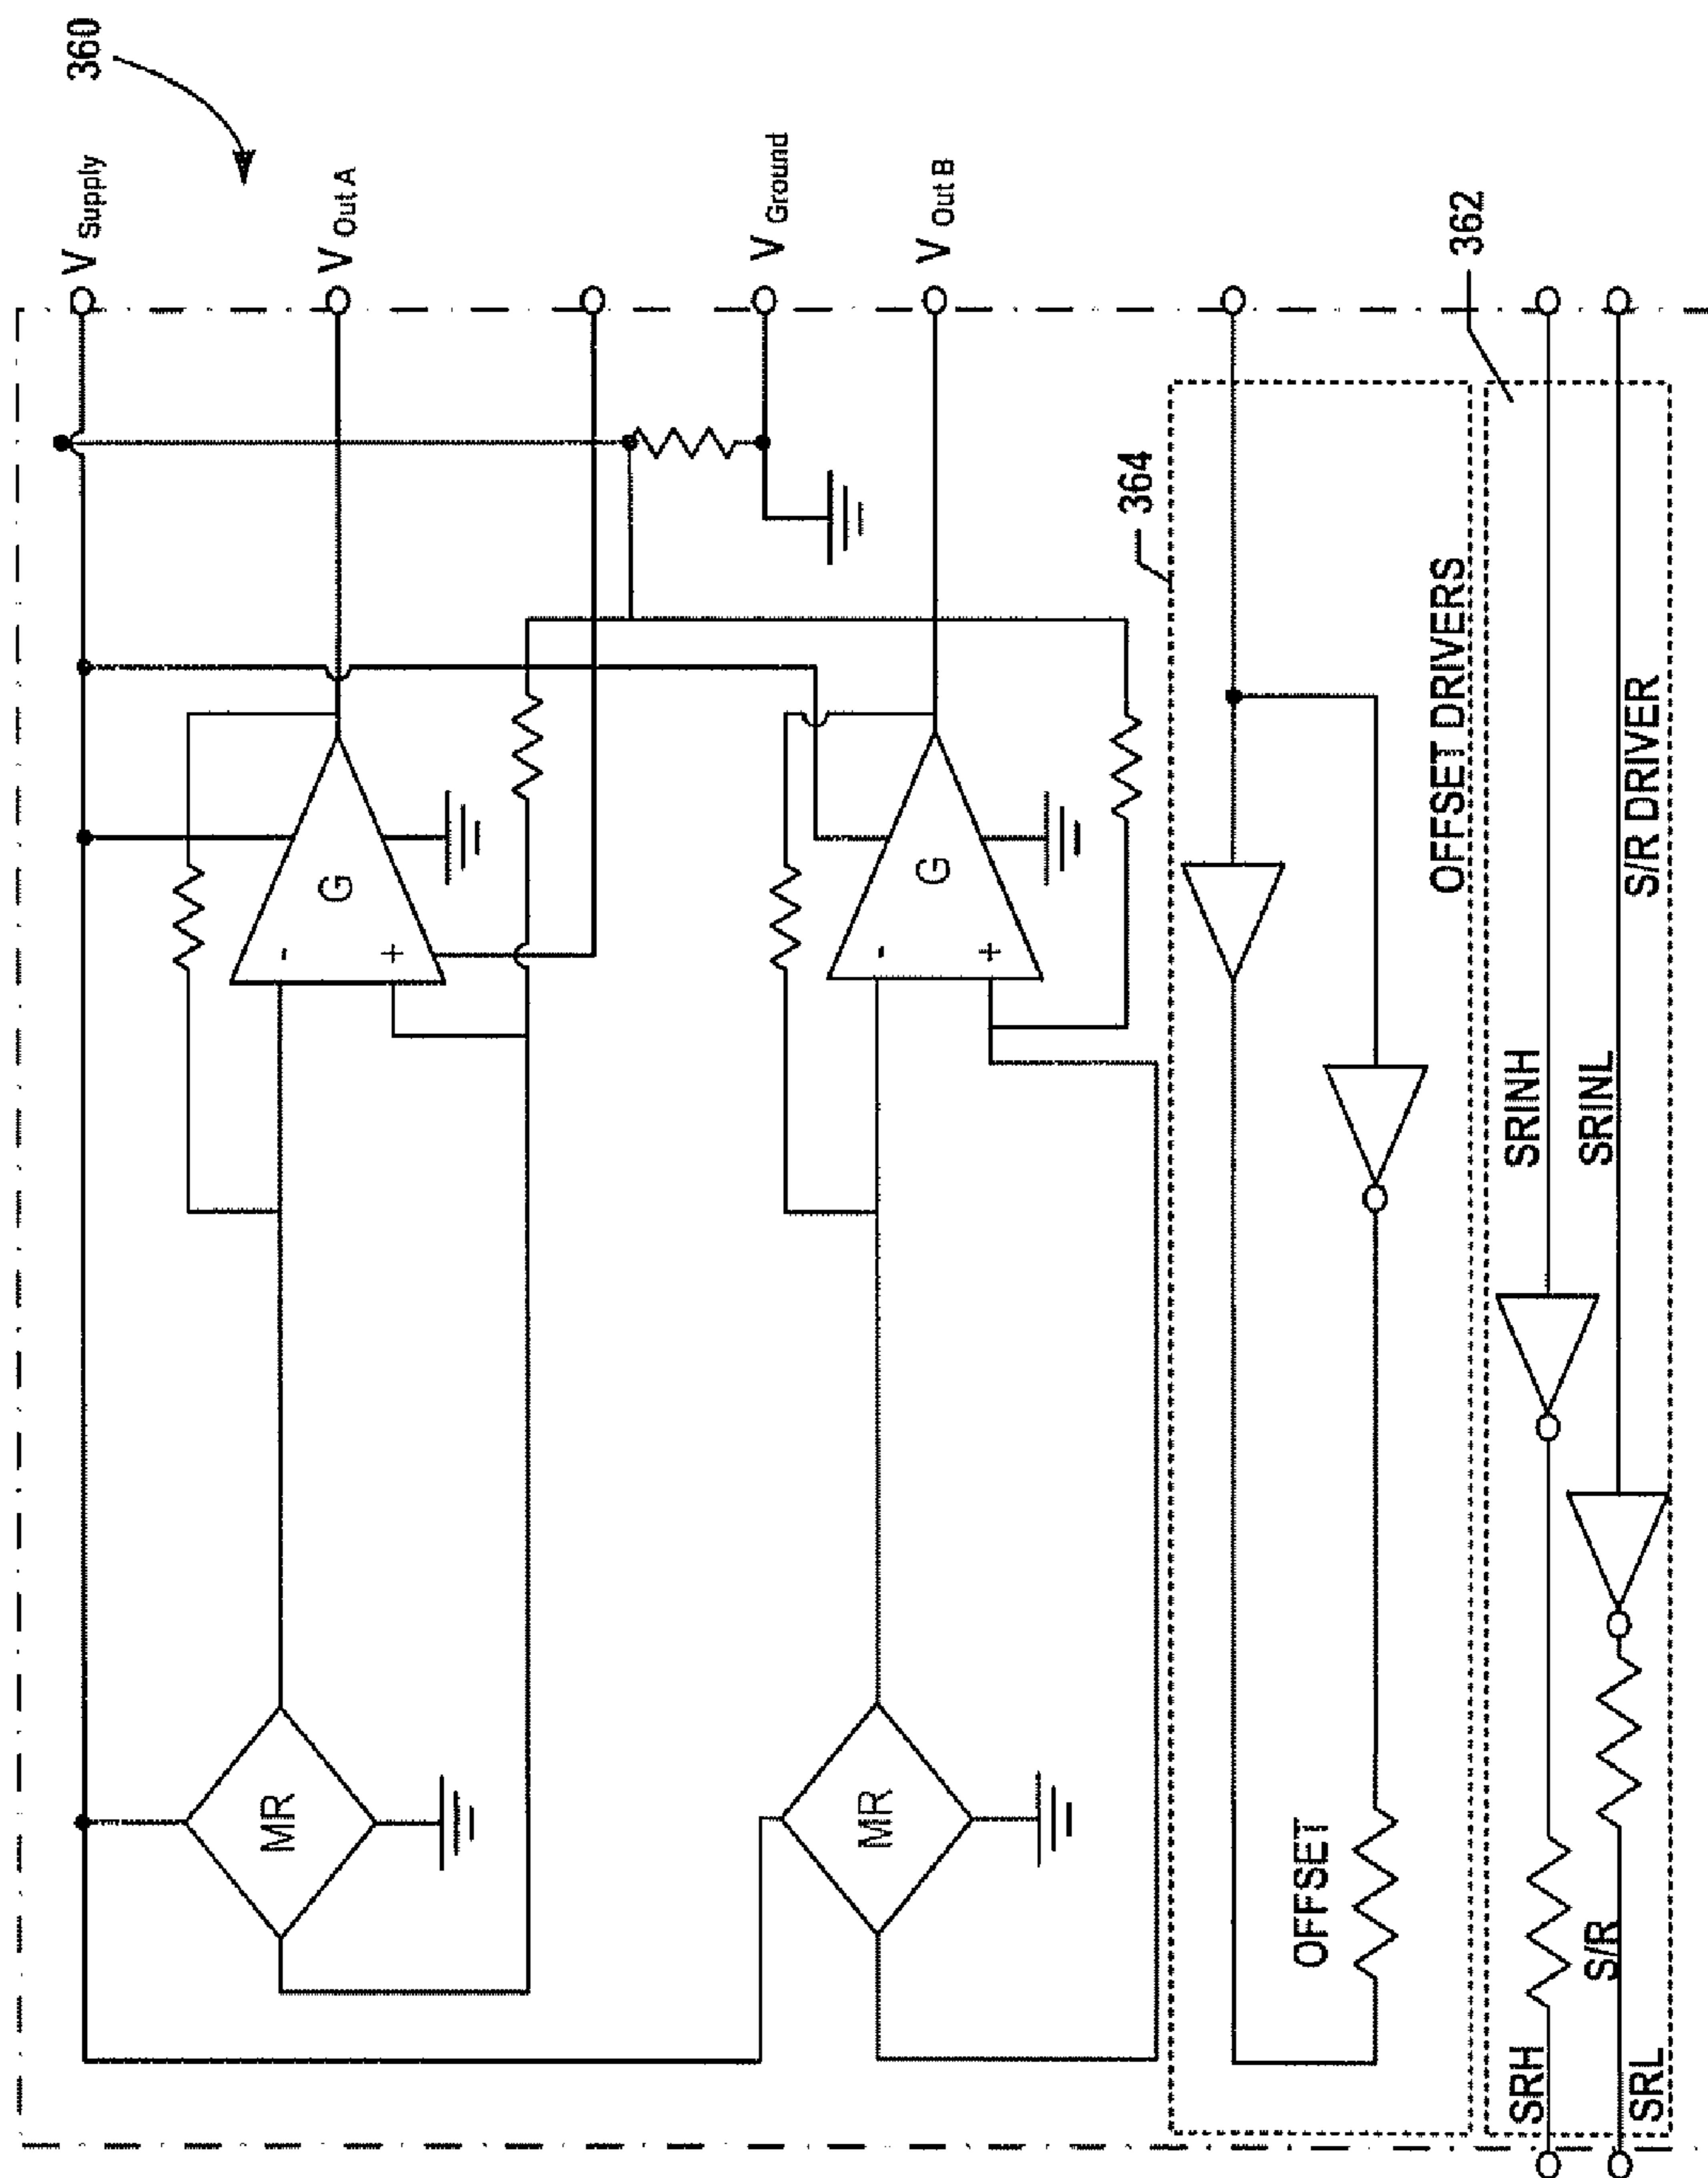 360
V Supply
V Out A
V Ground
V Out B
362
364
G
-
+
G
-
+
MR
MR
OFFSET DRIVERS
OFFSET
S/R DRIVER
SRINH
SRINL
S/R
SRH
SRL